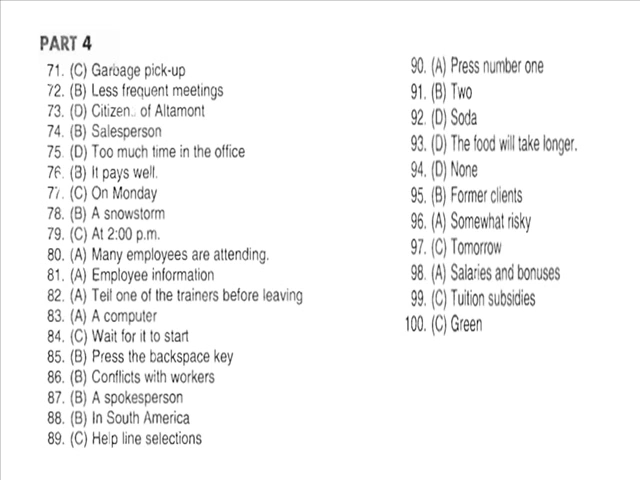 PART 4
71. (C) Garbage pick-up
72. (B) Less frequent meetings
73. (D) Citizen.. of Altamont
74. (B) Salesperson
75. (D) Too much time in the office
76. (B) It pays well.
77. (C) On Monday
78. (B) A snowstorm
79. (C) At 2:00 p.m.
80. (A) Many employees are attending.
81. (A) Employee information
82. (A) Tell one of the trainers before leaving
83. (A) A computer
84. (C) Wait for it to start
85. (B) Press the backspace key
86. (B) Conflicts with workers
87. (B) A spokesperson
88. (B) In South America
89. (C) Help line selections
90. (A) Press number one
91. (B) Two
92. (D) Soda
93. (D) The food will take longer.
94. (D) None
95. (B) Former clients
96. (A) Somewhat risky
97. (C) Tomorrow
98. (A) Salaries and bonuses
99. (C) Tuition subsidies
100. (C) Green